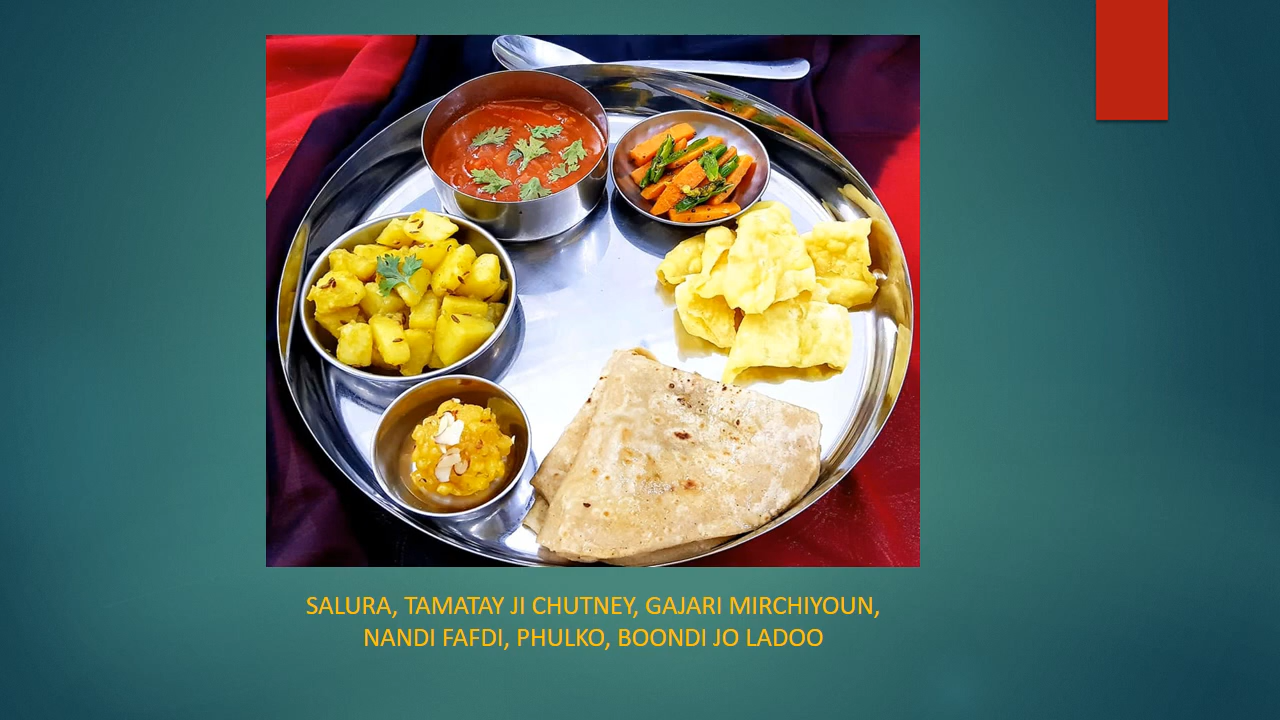 SALURA, TAMATAY JI CHUTNEY, GAJARI MIRCHIYOUN,
NANDI FAFDI, PHULKO, BOONDI JO LADOO